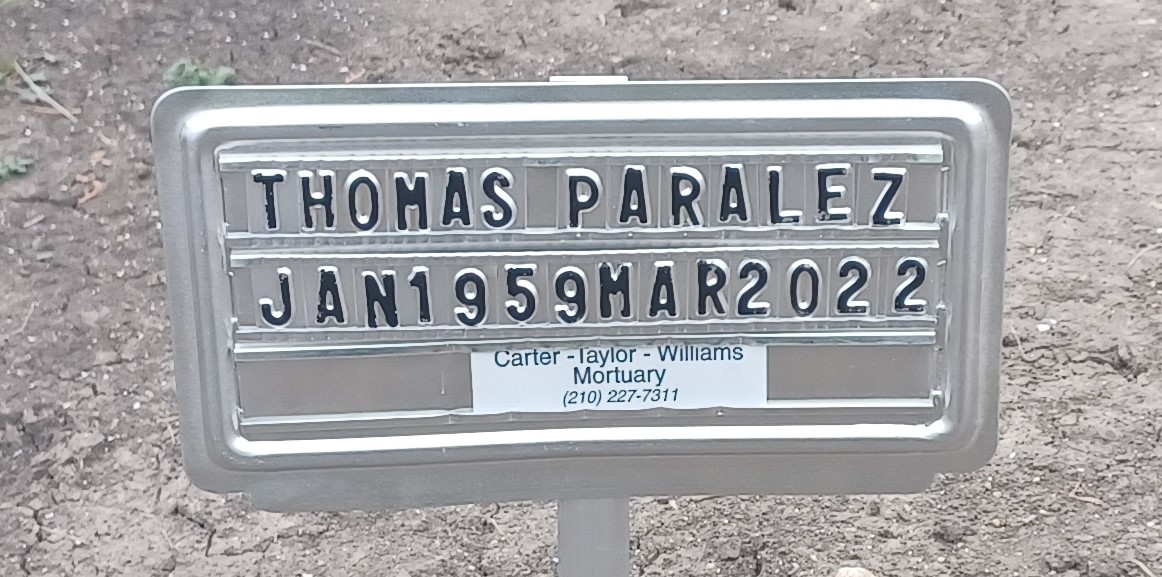 THOMAS PARALEZ
JAN1959MAR2022
Carter -Taylor - Williams
Mortuary
(210) 227-7311